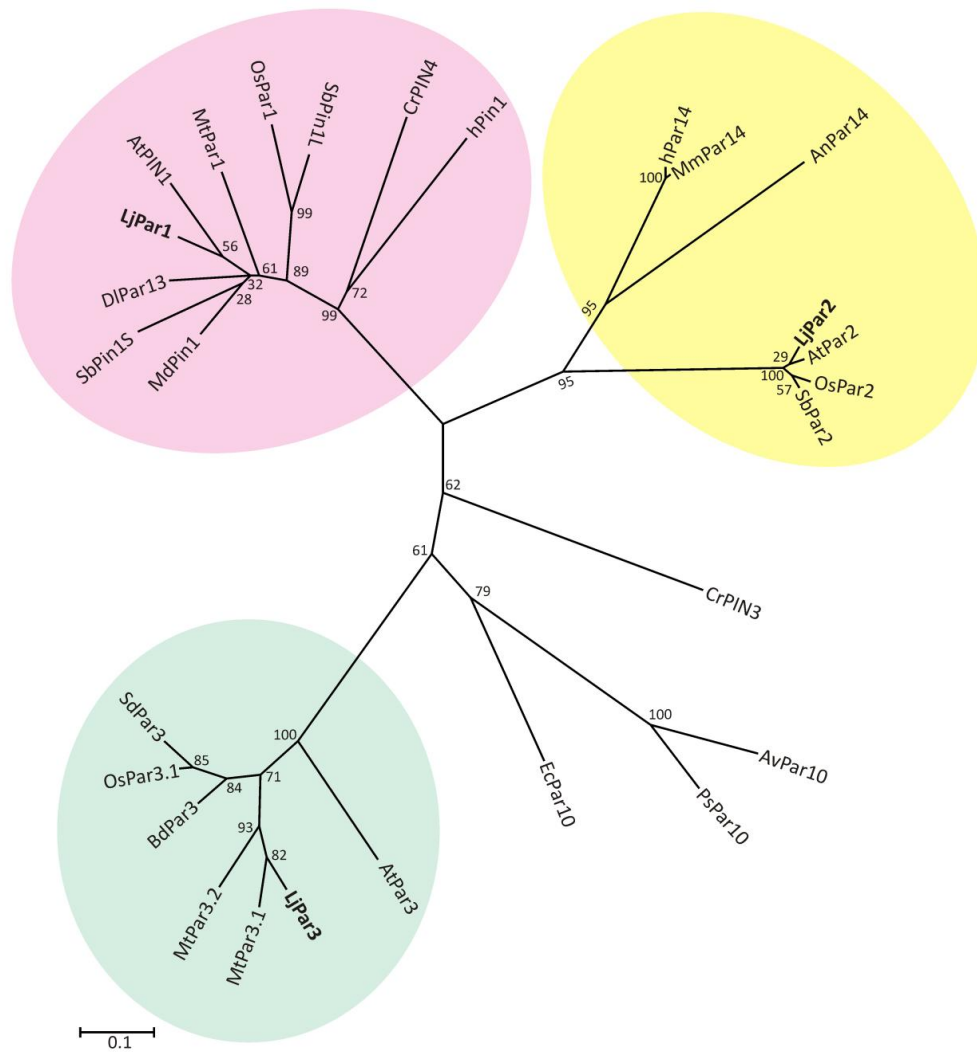 OsPar1
SbPin1L
CrPIN4
hPin1
MtPar1
AtPIN1
LjPar1
DlPar13
SbPin1S
MdPin1
99
56
61
32
28
89
72
99
hPar14
MmPar14
AnPar14
100
95
95
LjPar2
AtPar2
OsPar2
SbPar2
29
100
57
62
61
79
CrPIN3
100
AvPar10
PsPar10
EcPar10
SdPar3
OsPar3.1
BdPar3
MtPar3.2
MtPar3.1
LjPar3
AtPar3
100
85
84
71
93
82
0.1